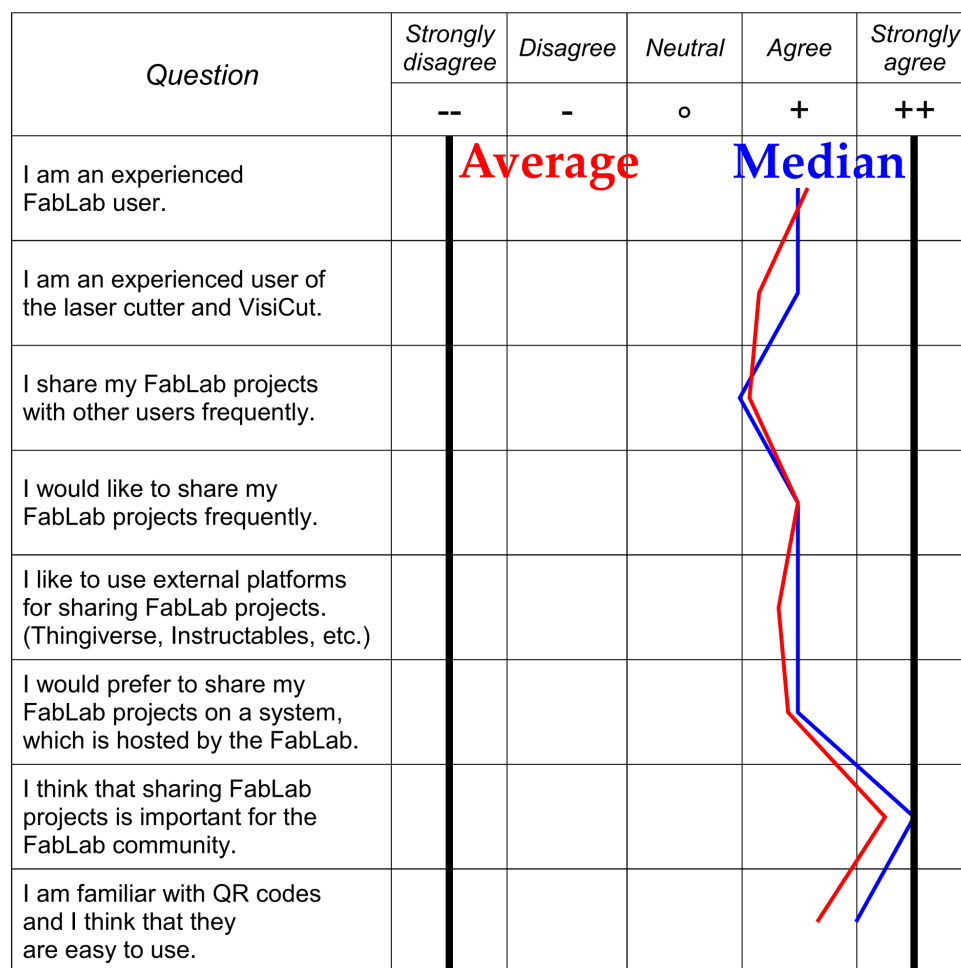 Question
Strongly
disagree
Disagree
Neutral
Agree
Strongly
agree
--
-
°
+
++
Average
Median
I am an experienced
FabLab user.
I am an experienced user of
the laser cutter and VisiCut.
I share my FabLab projects
with other users frequently.
I would like to share my
FabLab projects frequently.
I like to use external platforms
for sharing FabLab projects.
(Thingiverse, Instructables, etc.)
I would prefer to share my
FabLab projects on a system,
which is hosted by the FabLab.
I think that sharing FabLab
projects is important for the
FabLab community.
I am familiar with QR codes
and I think that they
are easy to use.